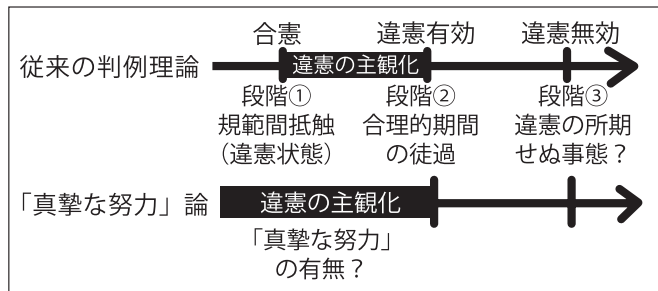 合憲 違憲有効 違憲無効
従来の判例理論 違憲の主観化
段階① 段階② 段階③
規範間抵触 合理的期間 違憲の所期
(違憲状態) の徒過 せぬ事態？
「真摯な努力」論 違憲の主観化
「真摯な努力」
の有無？